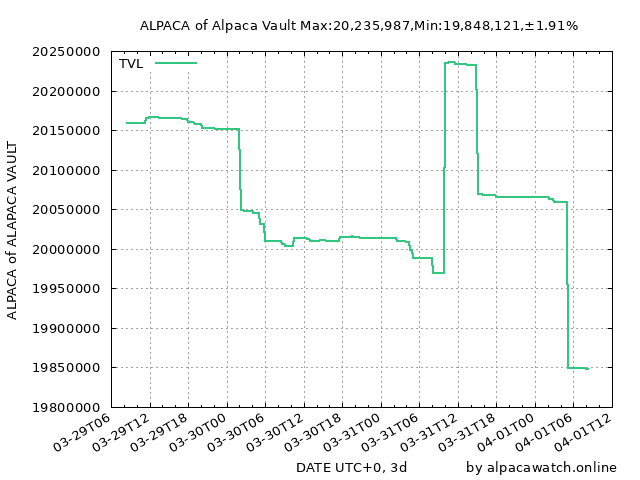 ALPACA of Alpaca Vault Max:20,235,987,Min:19,848,121,±1.91%
TVL
20250000
20200000
20150000
20100000
20050000
20000000
19950000
19900000
19850000
19800000
ALPACA of ALAPACA VAULT
03-29T06
03-29T12
03-29T18
03-30T00
03-30T06
03-30T12
03-30T18
03-31T00
03-31T06
03-31T12
03-31T18
04-01T00
04-01T06
04-01T12
DATE UTC+0, 3d
by alpacawatch.online